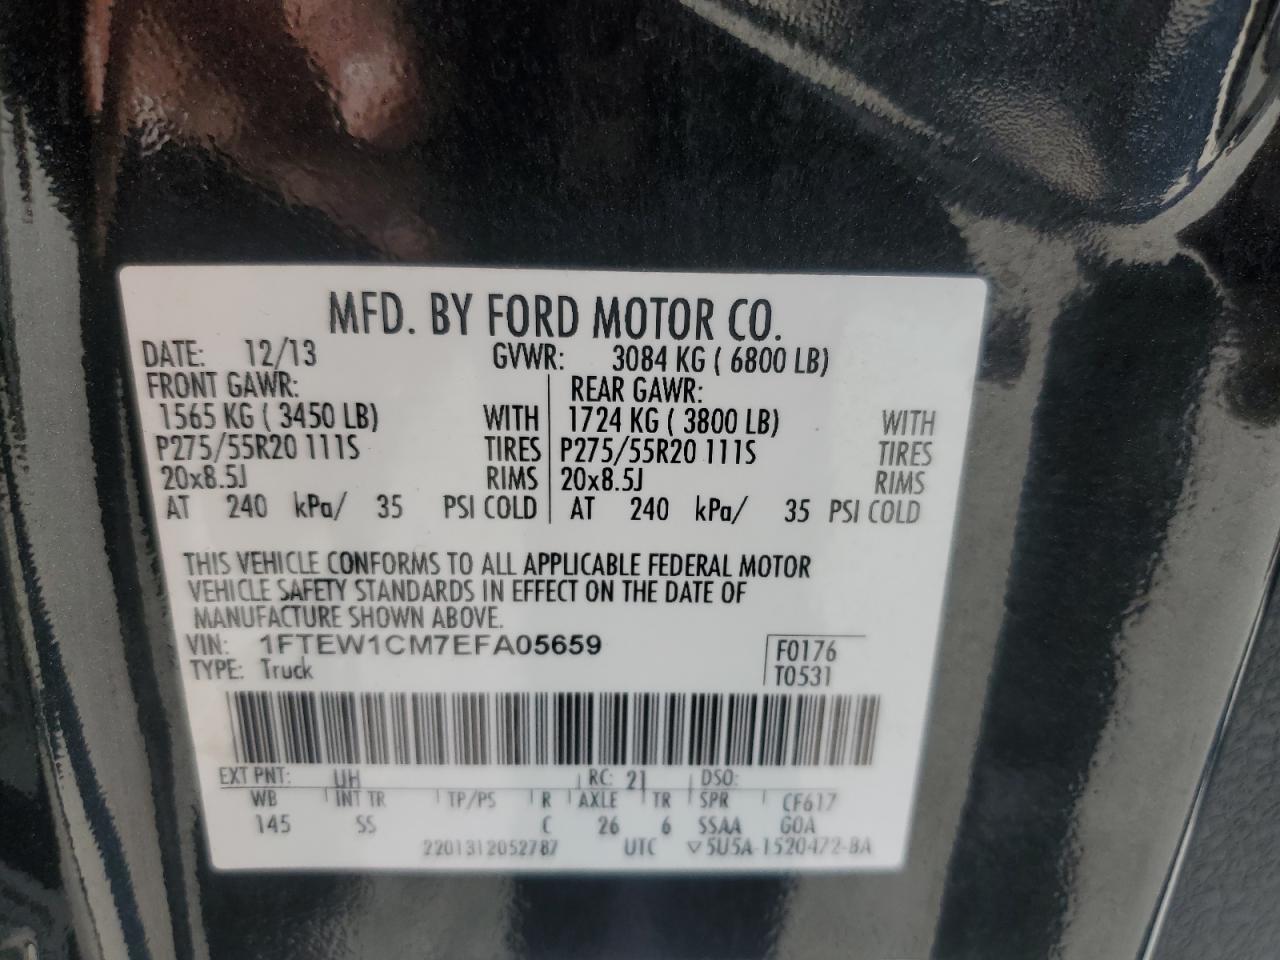 MFD. BY FORD MOTOR CO.
DATE: 12/13 GVWR: 3084 KG ( 6800 LB)
FRONT GAWR: REAR GAWR:
1565 KG ( 3450 LB) WITH 1724 KG ( 3800 LB) WITH
P275/55R20 111S TIRES P275/55R20 111S TIRES
20x8.5J RIMS 20x8.5J RIMS
AT 240 kPa/ 35 PSI COLD AT 240 kPa/ 35 PSI COLD
THIS VEHICLE CONFORMS TO ALL APPLICABLE FEDERAL MOTOR
VEHICLE SAFETY STANDARDS IN EFFECT ON THE DATE OF
MANUFACTURE SHOWN ABOVE.
VIN: 1FTEW1CM7EFA05659 F0176
TYPE: Truck T0531
EXT PNT: UH RC: 21 DSO:
WB INT TR TP/PS R AXLE TR SPR CF617
145 SS C 26 6 SSAA GOA
2201312052787 UTC ▽5U5A-1520472-BA